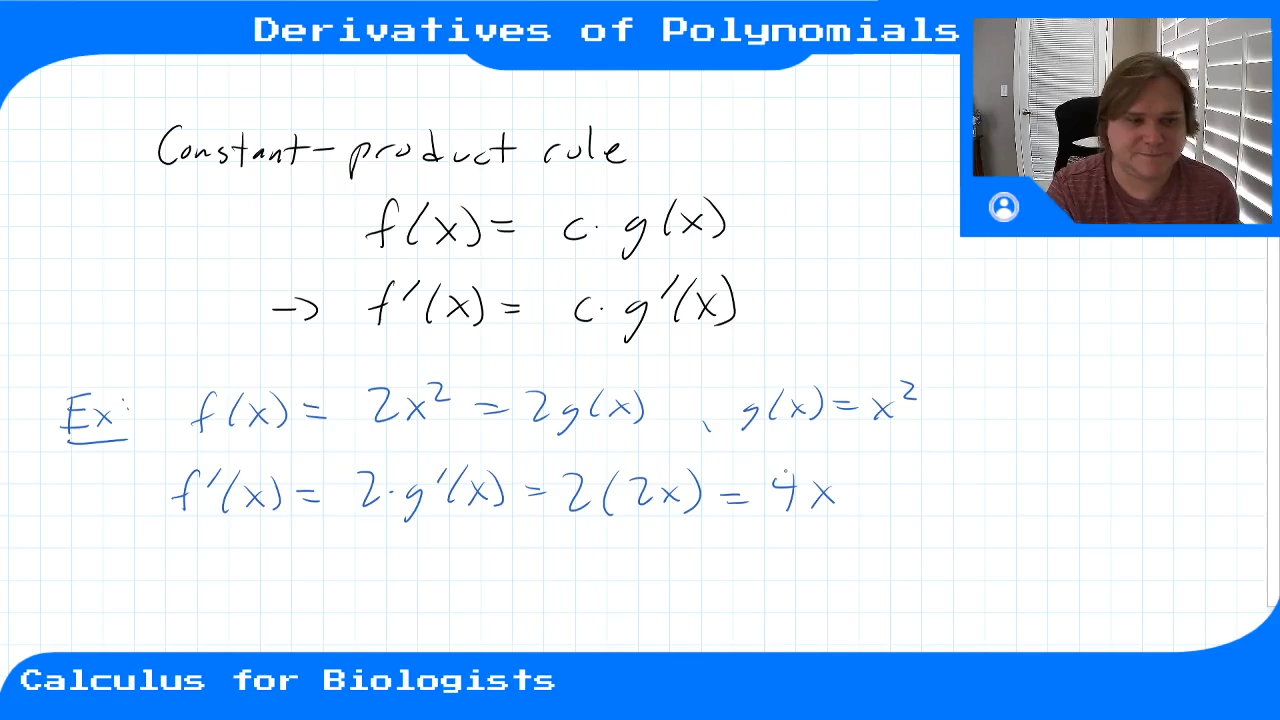 Derivatives of Polynomials
Constant-product rule
f(x) = c· g(x)
→ f'(x) = c· g'(x)
Ex: f(x) = 2x² = 2g(x) , g(x) = x²
f'(x) = 2·g'(x) = 2(2x) = 4x
Calculus for Biologists